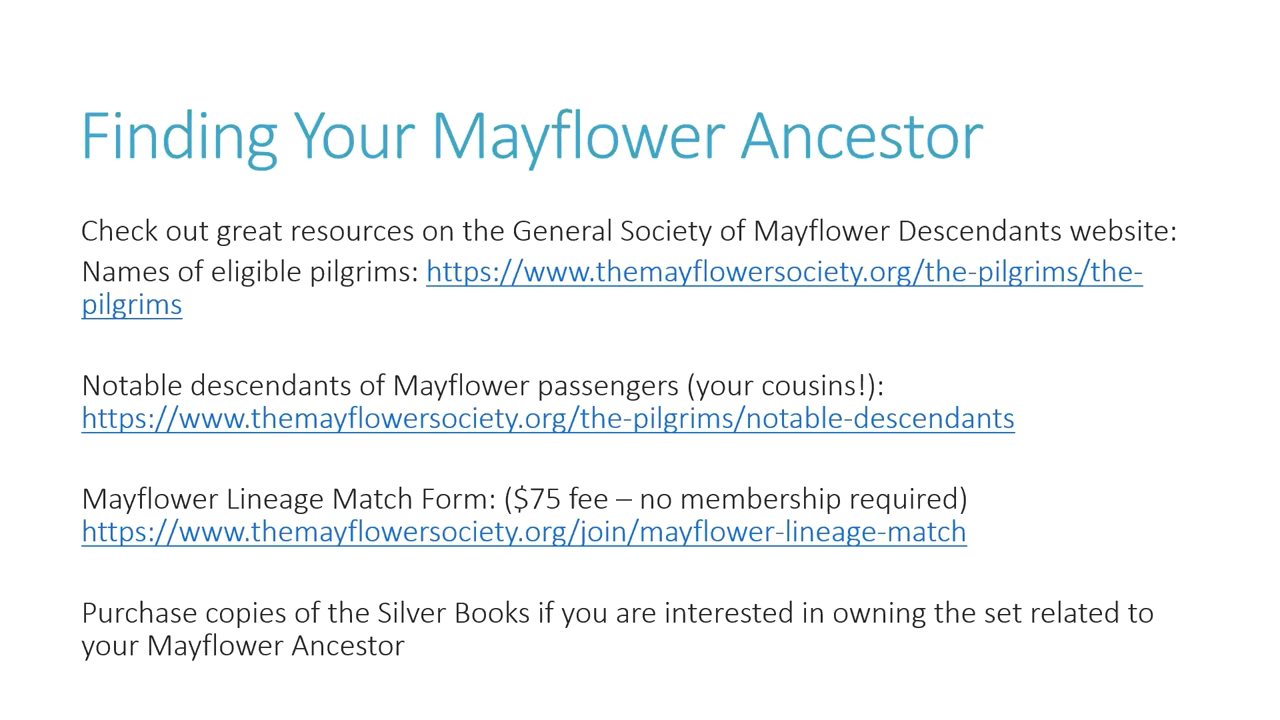 Finding Your Mayflower Ancestor
Check out great resources on the General Society of Mayflower Descendants website:
Names of eligible pilgrims: https://www.themayflowersociety.org/the-pilgrims/the-
pilgrims
Notable descendants of Mayflower passengers (your cousins!):
https://www.themayflowersociety.org/the-pilgrims/notable-descendants
Mayflower Lineage Match Form: ($75 fee – no membership required)
https://www.themayflowersociety.org/join/mayflower-lineage-match
Purchase copies of the Silver Books if you are interested in owning the set related to
your Mayflower Ancestor